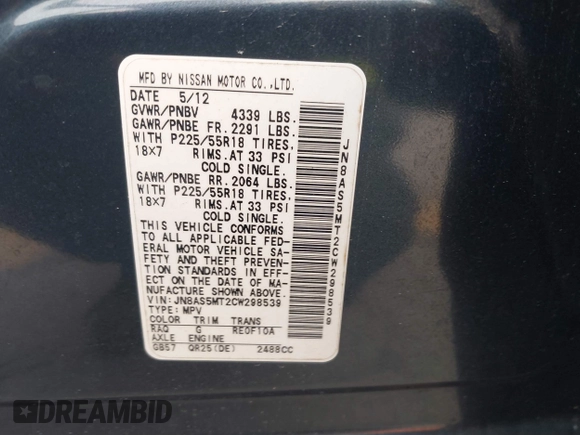 MFD BY NISSAN MOTOR CO.,LTD.
DATE 5/12
GVWR/PNBV 4339 LBS.
GAWR/PNBE FR. 2291 LBS.
WITH P225/55R18 TIRES.
18×7 RIMS.AT 33 PSI
COLD SINGLE.
GAWR/PNBE RR. 2064 LBS.
WITH P225/55R18 TIRES.
18×7 RIMS.AT 33 PSI
COLD SINGLE.
THIS VEHICLE CONFORMS
TO ALL APPLICABLE FED-
ERAL MOTOR VEHICLE SA-
FETY AND THEFT PREVEN-
TION STANDARDS IN EFF-
ECT ON THE DATE OF MA-
NUFACTURE SHOWN ABOVE.
VIN: JN8AS5MT2CW298539
TYPE: MPV
COLOR TRIM TRANS
RAQ G RE0F10A
AXLE ENGINE
GB57 QR25(DE) 2488CC
JN8AS5MT2CW298539
DREAMBID